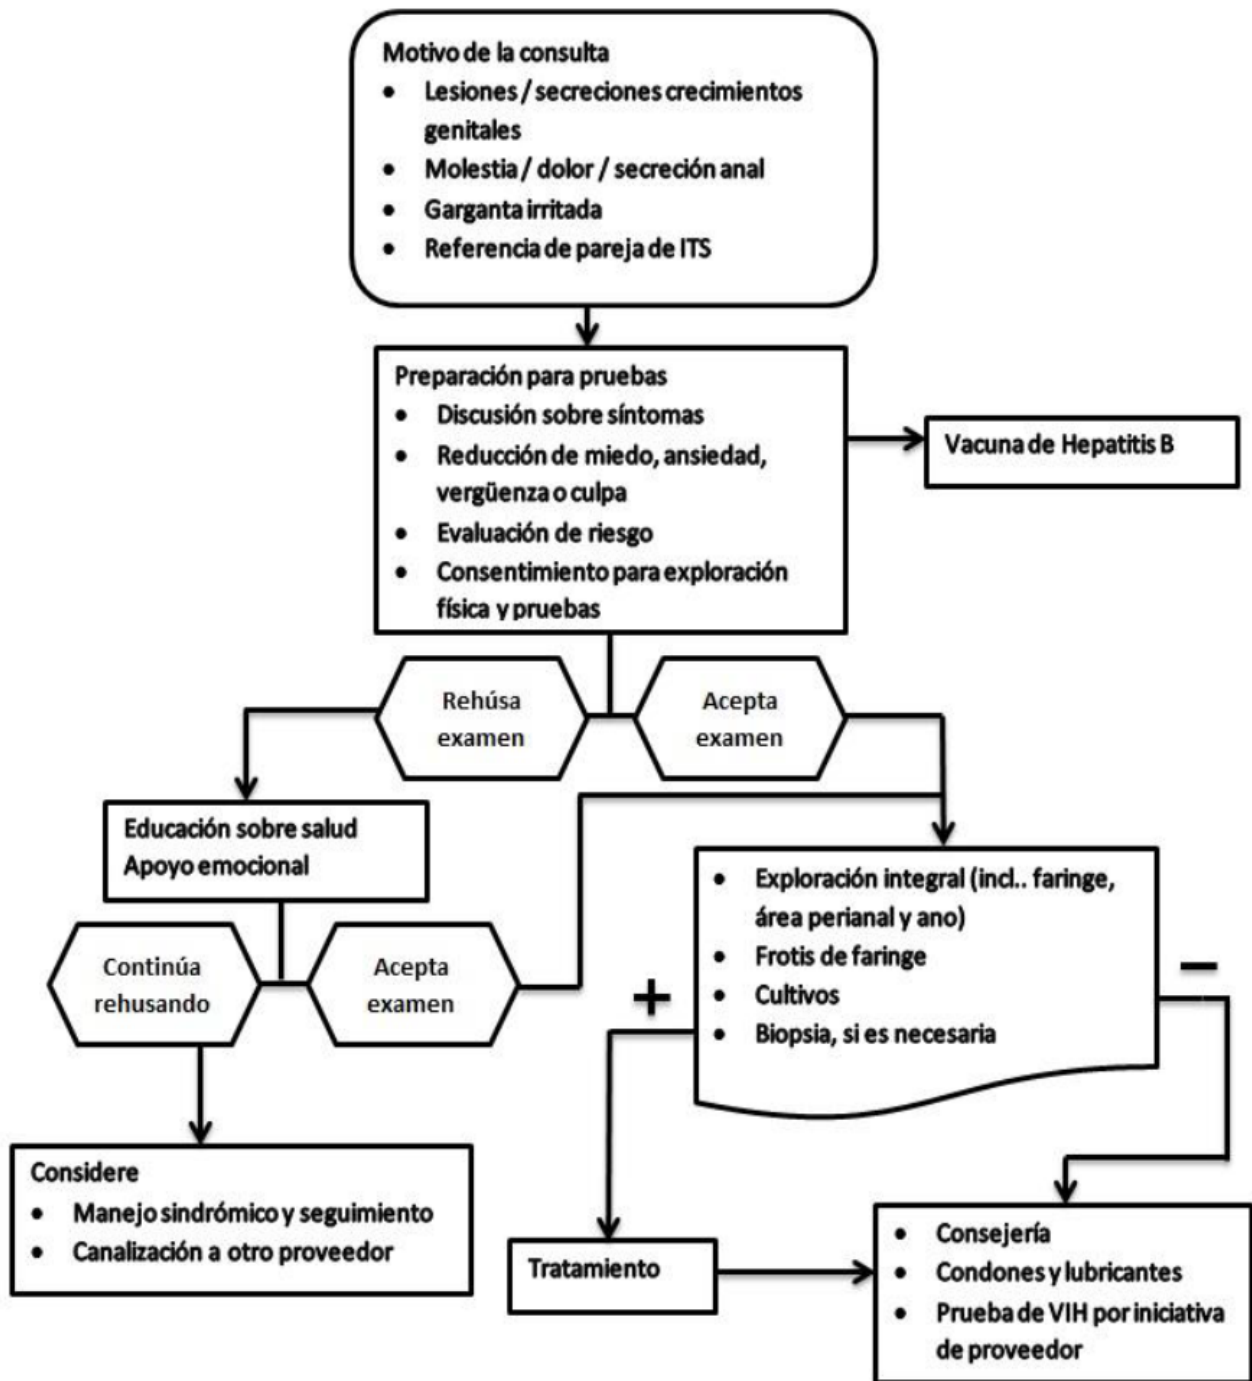 Motivo de la consulta
• Lesiones / secreciones crecimientos
genitales
• Molestia / dolor / secreción anal
• Garganta irritada
• Referencia de pareja de ITS
Preparación para pruebas
• Discusión sobre síntomas
• Reducción de miedo, ansiedad,
vergüenza o culpa
• Evaluación de riesgo
• Consentimiento para exploración
física y pruebas
Vacuna de Hepatitis B
Rehúsa
examen
Acepta
examen
Educación sobre salud
Apoyo emocional
Continúa
rehusando
Acepta
examen
• Exploración integral (incl.. faringe,
área perianal y ano)
• Frotis de faringe
• Cultivos
• Biopsia, si es necesaria
+
−
Considere
• Manejo sindrómico y seguimiento
• Canalización a otro proveedor
Tratamiento
• Consejería
• Condones y lubricantes
• Prueba de VIH por iniciativa
de proveedor